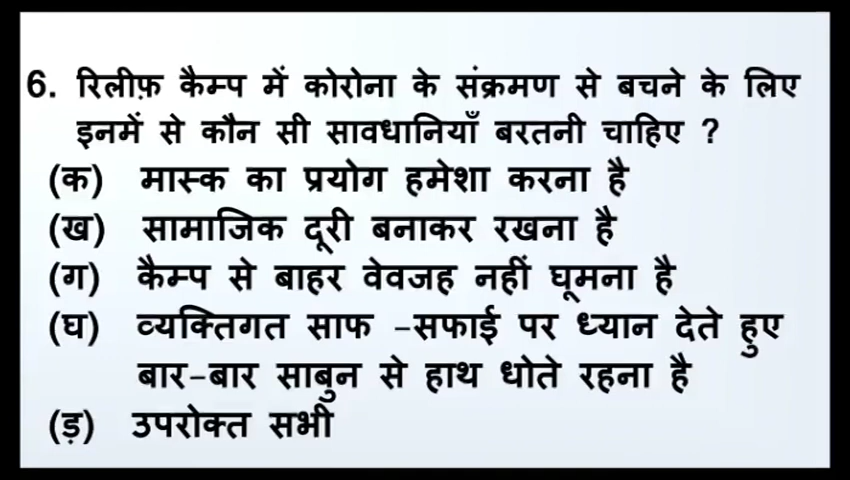 6. रिलीफ़ कैम्प में कोरोना के संक्रमण से बचने के लिए
इनमें से कौन सी सावधानियाँ बरतनी चाहिए ?
(क) मास्क का प्रयोग हमेशा करना है
(ख) सामाजिक दूरी बनाकर रखना है
(ग) कैम्प से बाहर वेवजह नहीं घूमना है
(घ) व्यक्तिगत साफ –सफाई पर ध्यान देते हुए
बार–बार साबुन से हाथ धोते रहना है
(ड़) उपरोक्त सभी